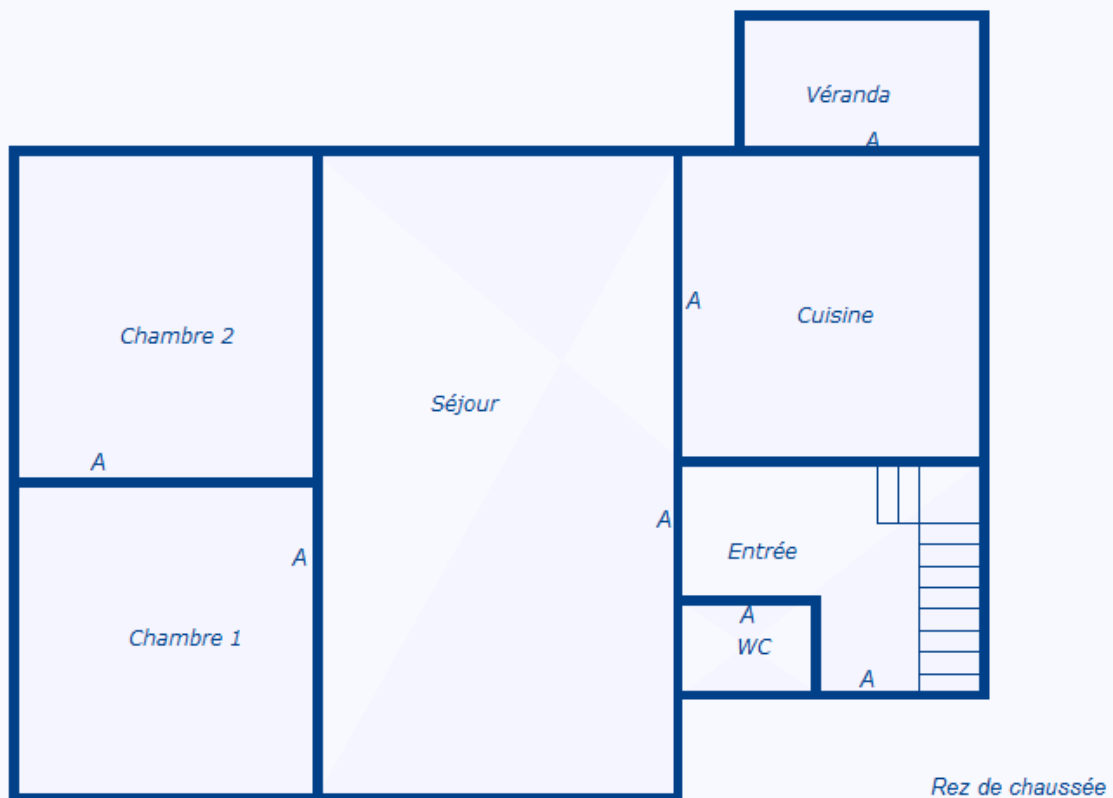 Véranda
A
A
Cuisine
Chambre 2
Séjour
A
A
Entrée
A
A
WC
Chambre 1
A
Rez de chaussée